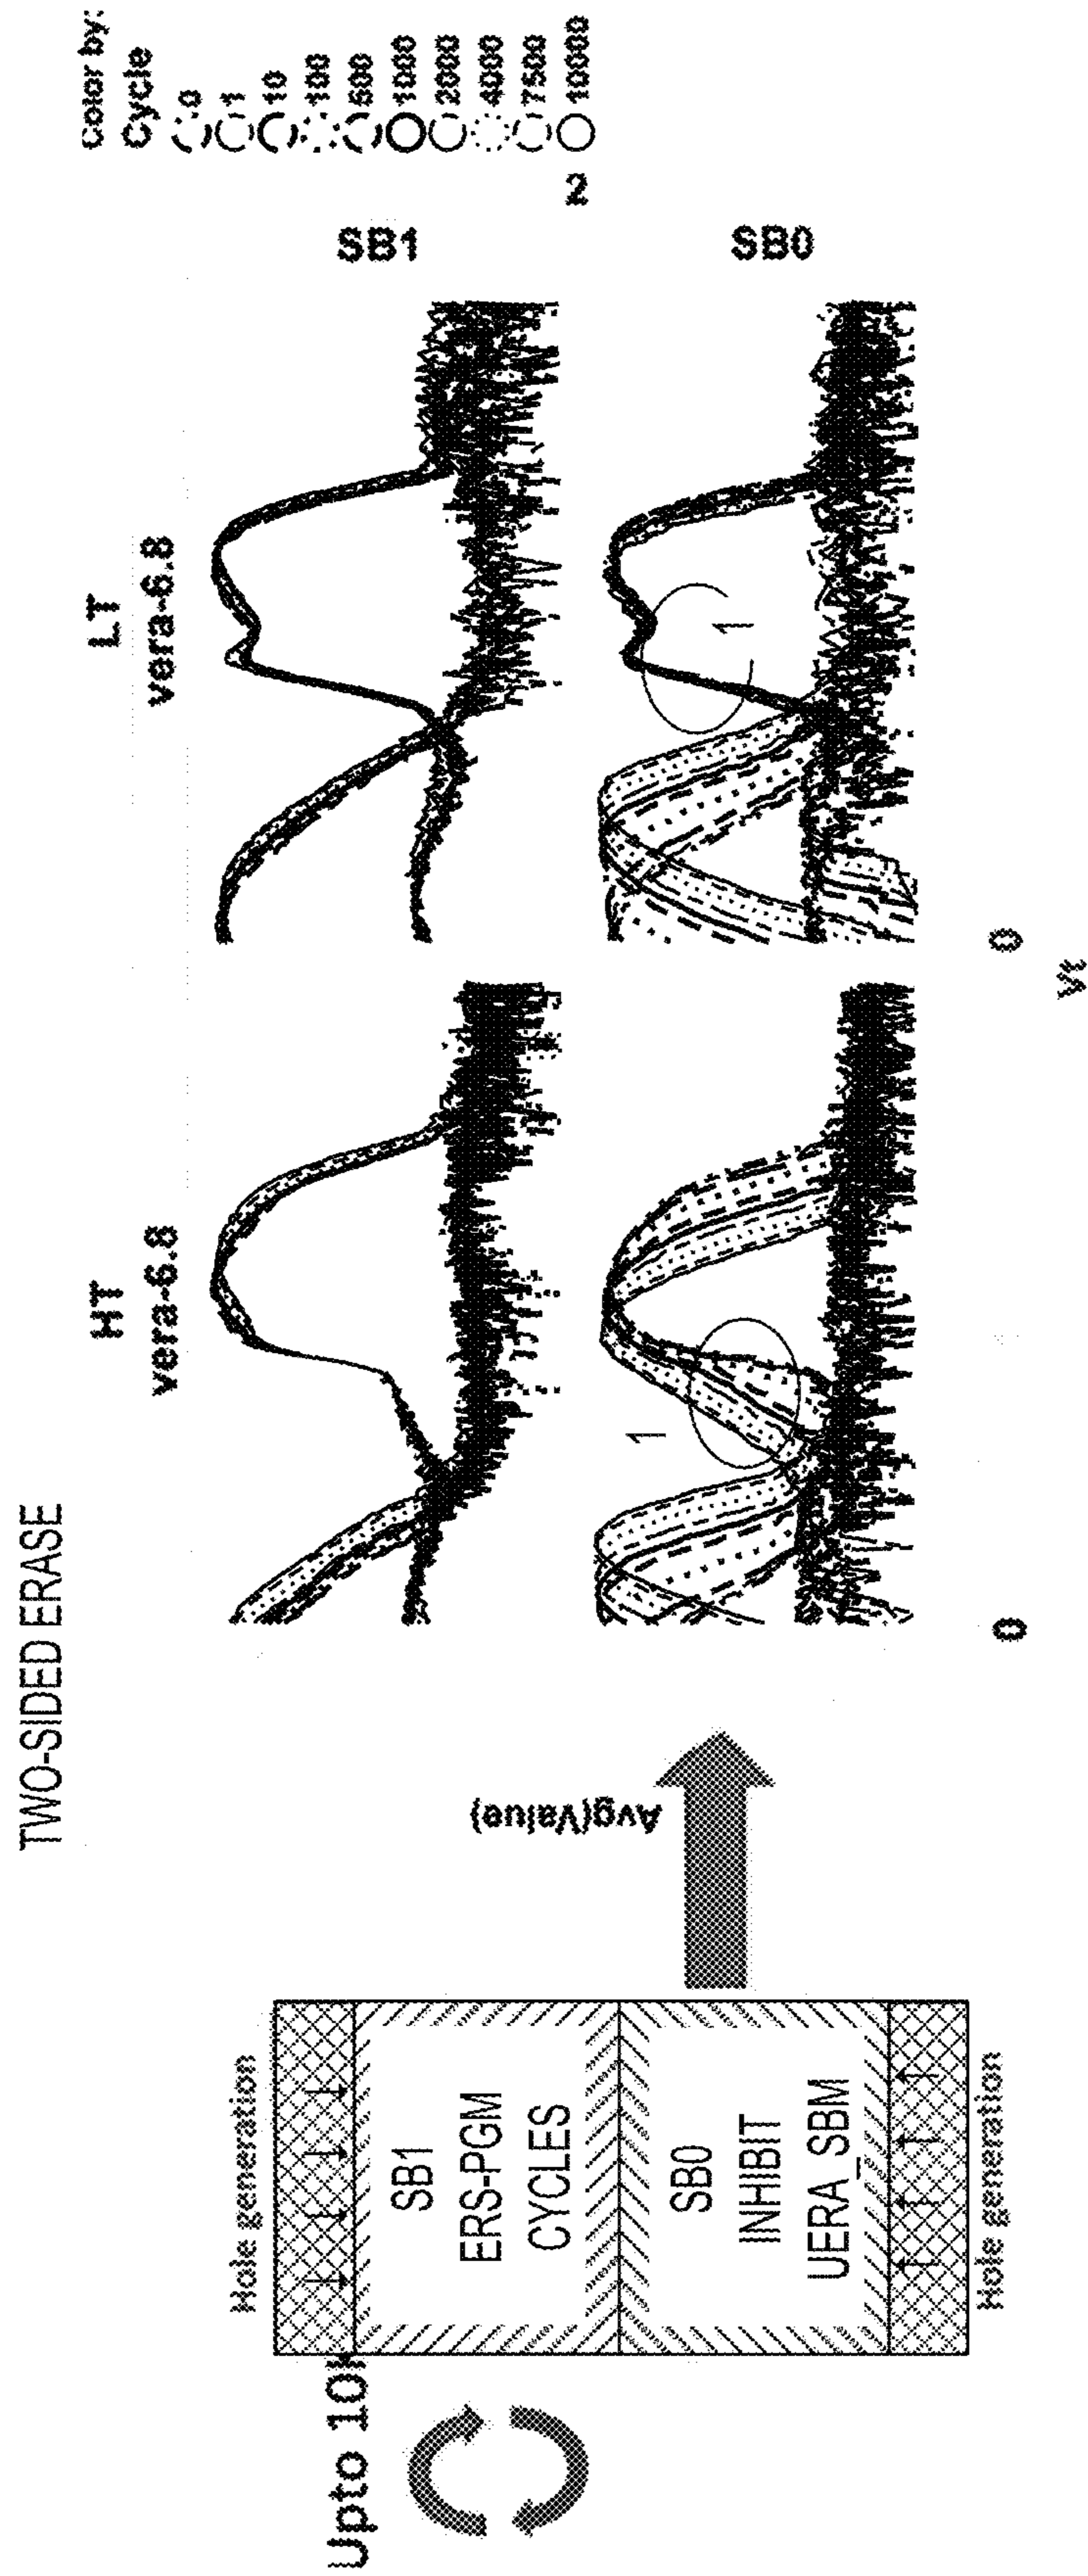 TWO-SIDED ERASE
Upto 10k
Hole generation
SB1
ERS-PGM
CYCLES
SB0
INHIBIT
UERA_SBM
Hole generation
Avg(Value)
HT
vera-6.8
LT
vera-6.8
1
1
SB1
SB0
0
0
Vt
Color by:
Cycle
0
1
10
100
500
1000
2000
4000
7500
10000
2